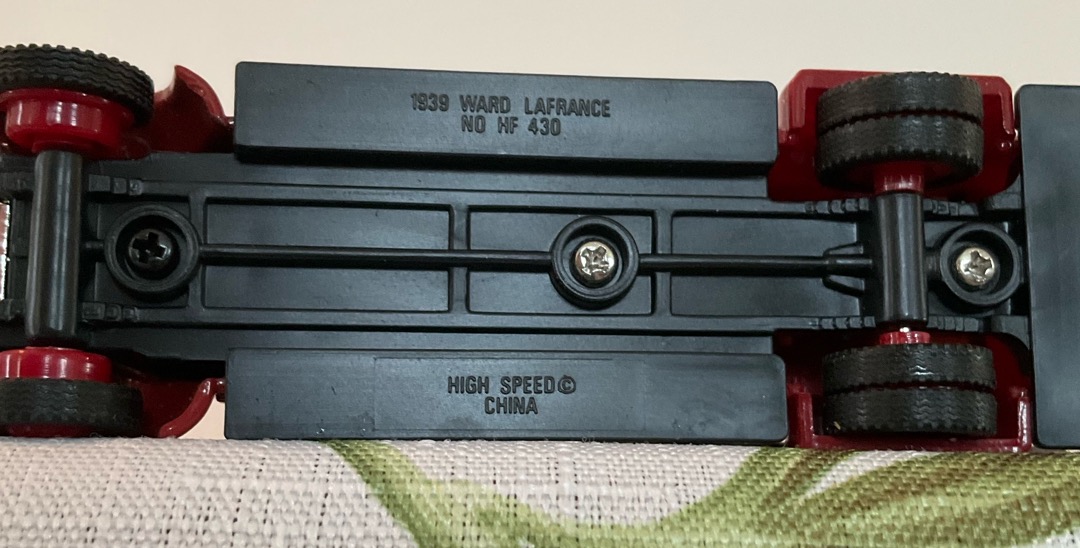 1939 WARD LAFRANCE
NO HF 430
HIGH SPEED©
CHINA